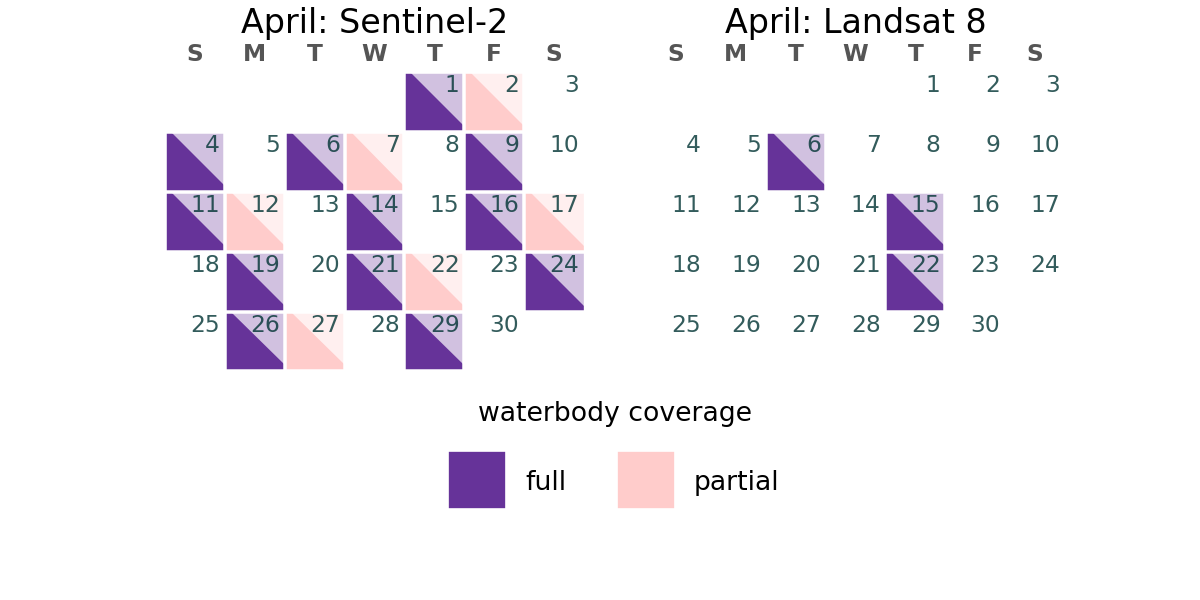 April: Sentinel-2
S M T W T F S
1 2 3
4 5 6 7 8 9 10
11 12 13 14 15 16 17
18 19 20 21 22 23 24
25 26 27 28 29 30
April: Landsat 8
S M T W T F S
1 2 3
4 5 6 7 8 9 10
11 12 13 14 15 16 17
18 19 20 21 22 23 24
25 26 27 28 29 30
waterbody coverage
full
partial